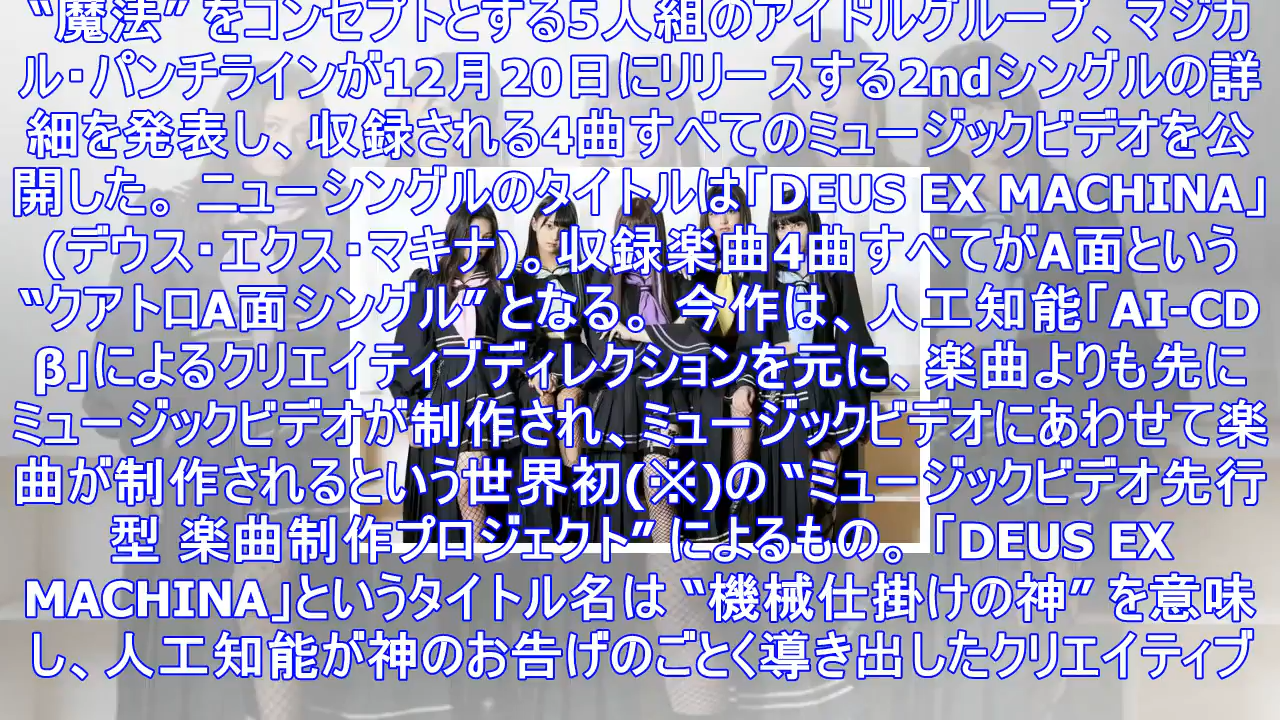 “魔法” をコンセプトとする5人組のアイドルグループ、マジカ
ル・パンチラインが12月20日にリリースする2ndシングルの詳
細を発表し、収録される4曲すべてのミュージックビデオを公
開した。 ニューシングルのタイトルは「DEUS EX MACHINA」
(デウス・エクス・マキナ)。収録楽曲4曲すべてがA面という
“クアトロA面シングル” となる。 今作は、人工知能「AI-CD
β」によるクリエイティブディレクションを元に、楽曲よりも先に
ミュージックビデオが制作され、ミュージックビデオにあわせて楽
曲が制作されるという世界初(※)の “ミュージックビデオ先行
型 楽曲制作プロジェクト” によるもの。「DEUS EX
MACHINA」というタイトル名は “機械仕掛けの神” を意味
し、人工知能が神のお告げのごとく導き出したクリエイティブ